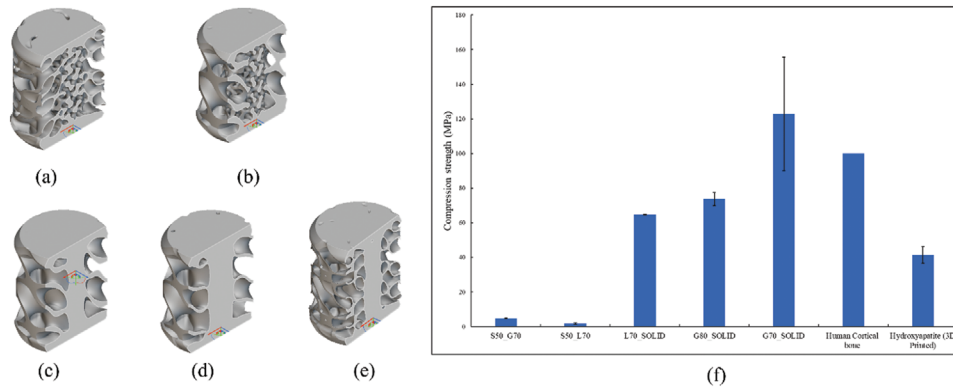 (a)
(b)
(c)
(d)
(e)
Compression strength (MPa)
180
160
140
120
100
80
60
40
20
0
S50_G70
S50_L70
L70_SOLID
G80_SOLID
G70_SOLID
Human Cortical
bone
Hydroxyapatite (3D
Printed)
(f)